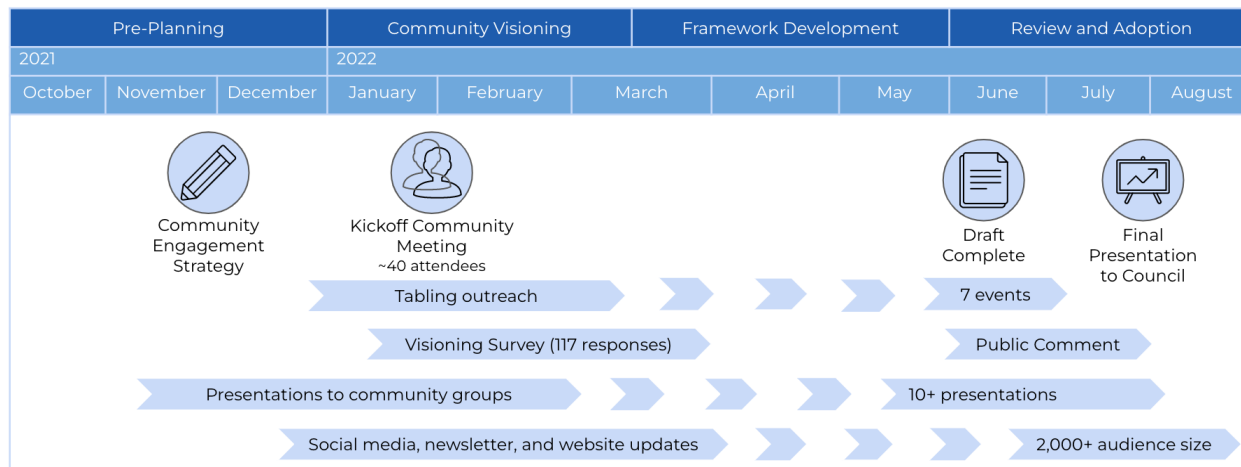 Pre-Planning
Community Visioning
Framework Development
Review and Adoption
2021
2022
October
November
December
January
February
March
April
May
June
July
August
Community
Engagement
Strategy
Kickoff Community
Meeting
~40 attendees
Draft
Complete
Final
Presentation
to Council
Tabling outreach
7 events
Visioning Survey (117 responses)
Public Comment
Presentations to community groups
10+ presentations
Social media, newsletter, and website updates
2,000+ audience size